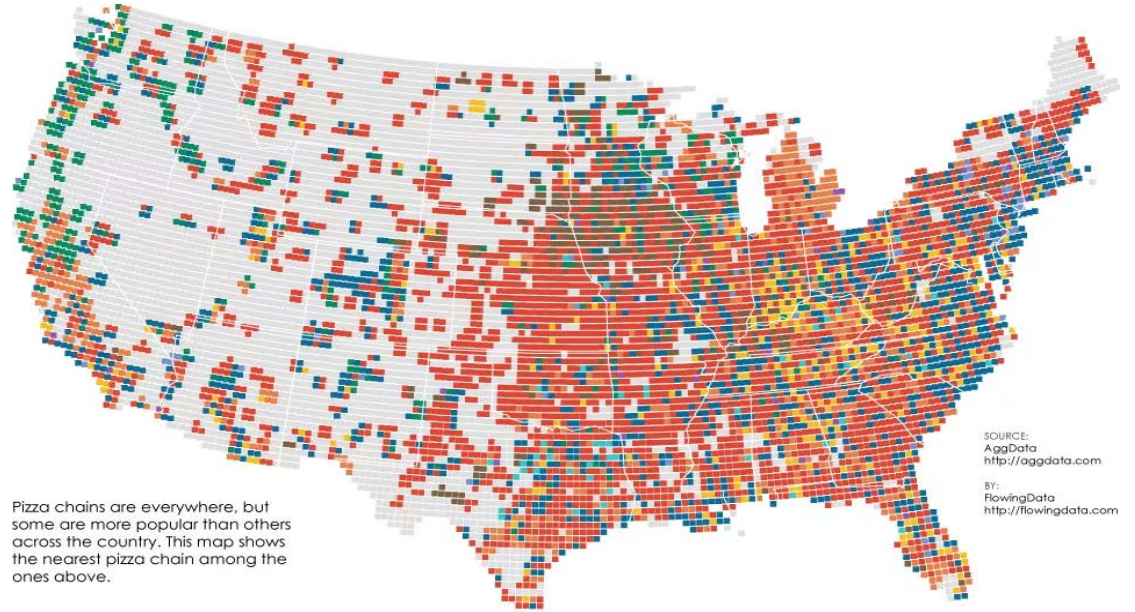 SOURCE:
AggData
http://aggdata.com
BY:
FlowingData
http://flowingdata.com
Pizza chains are everywhere, but
some are more popular than others
across the country. This map shows
the nearest pizza chain among the
ones above.